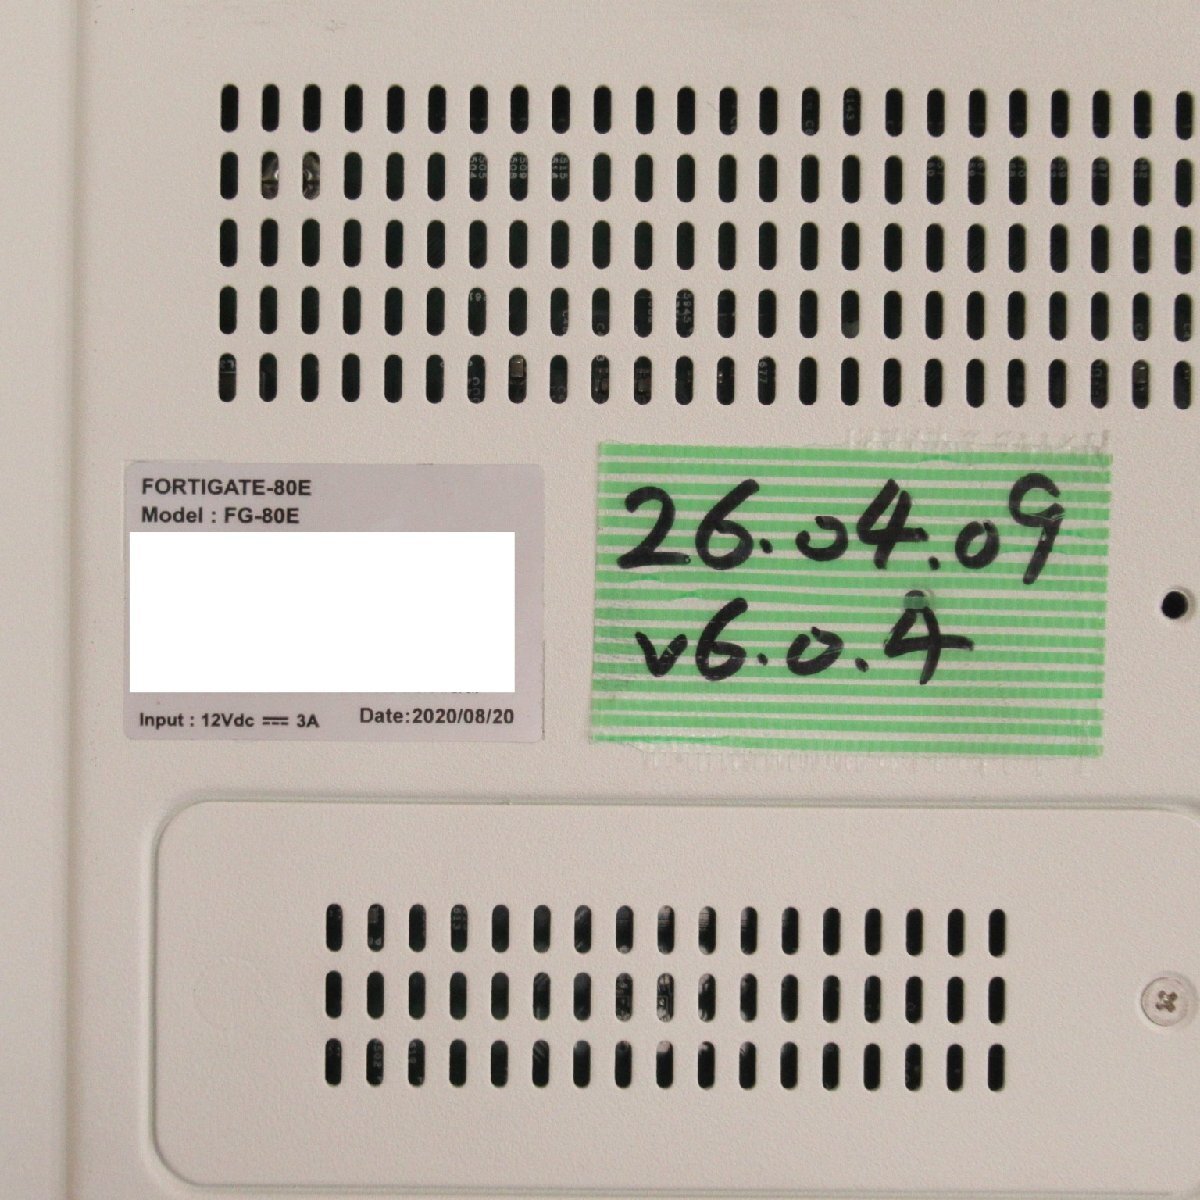 FORTIGATE-80E
Model : FG-80E
Input : 12Vdc ⎓ 3A
Date:2020/08/20
26.04.09
v6.0.4